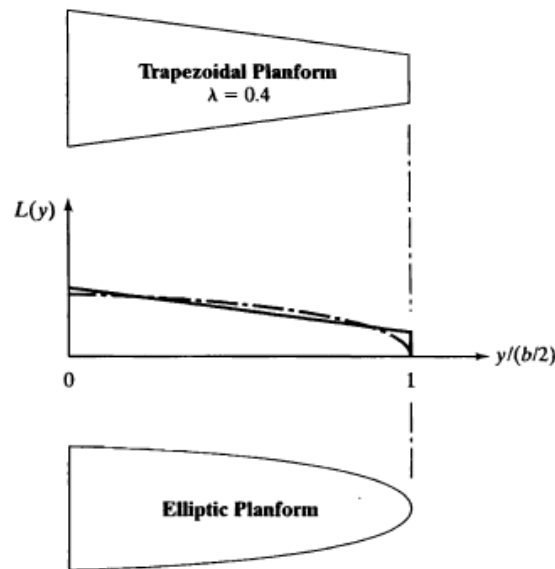 Trapezoidal Planform
λ = 0.4
L(y)
y/(b/2)
0
1
Elliptic Planform